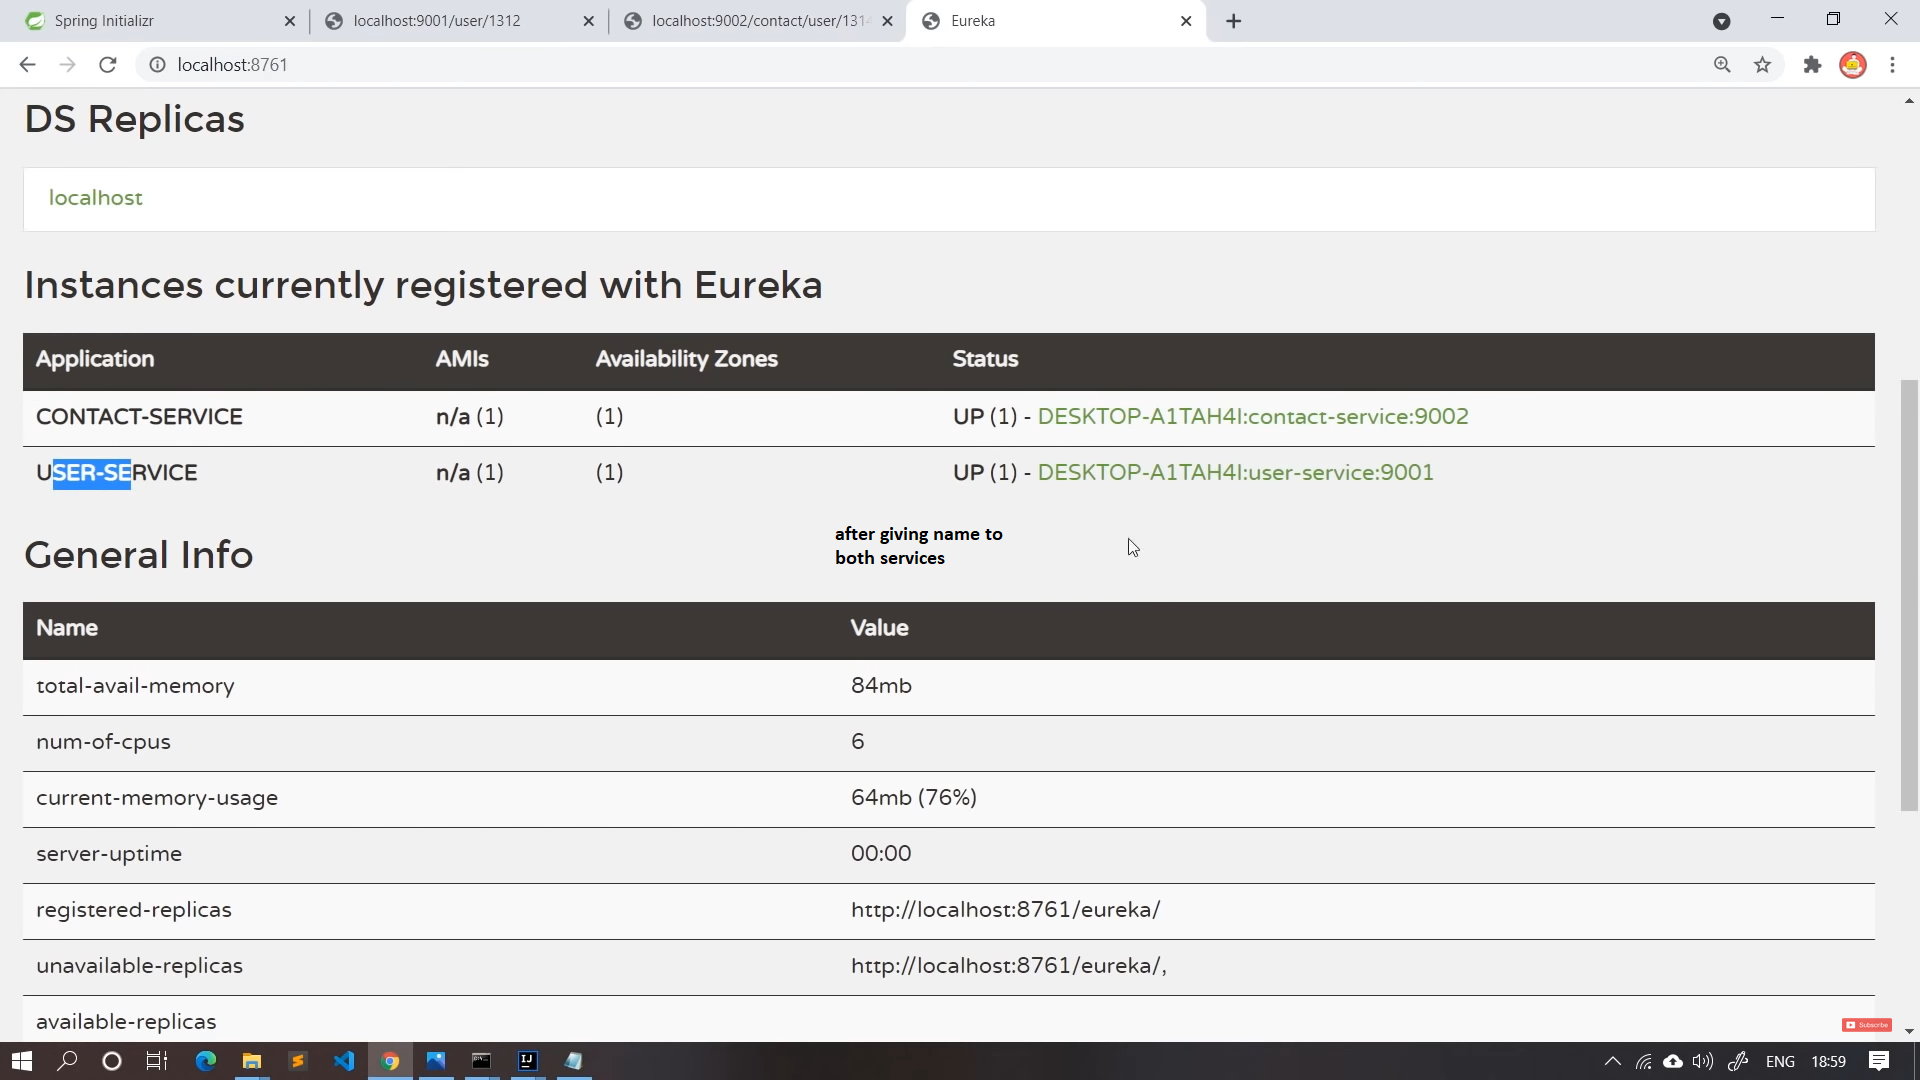 Spring Initializr
localhost:9001/user/1312
localhost:9002/contact/user/131
Eureka
localhost:8761
DS Replicas
localhost
Instances currently registered with Eureka
Application AMIs Availability Zones Status
CONTACT-SERVICE n/a (1) (1) UP (1) - DESKTOP-A1TAH4I:contact-service:9002
USER-SERVICE n/a (1) (1) UP (1) - DESKTOP-A1TAH4I:user-service:9001
after giving name to
both services
General Info
Name Value
total-avail-memory 84mb
num-of-cpus 6
current-memory-usage 64mb (76%)
server-uptime 00:00
registered-replicas http://localhost:8761/eureka/
unavailable-replicas http://localhost:8761/eureka/,
available-replicas
Subscribe
ENG 18:59